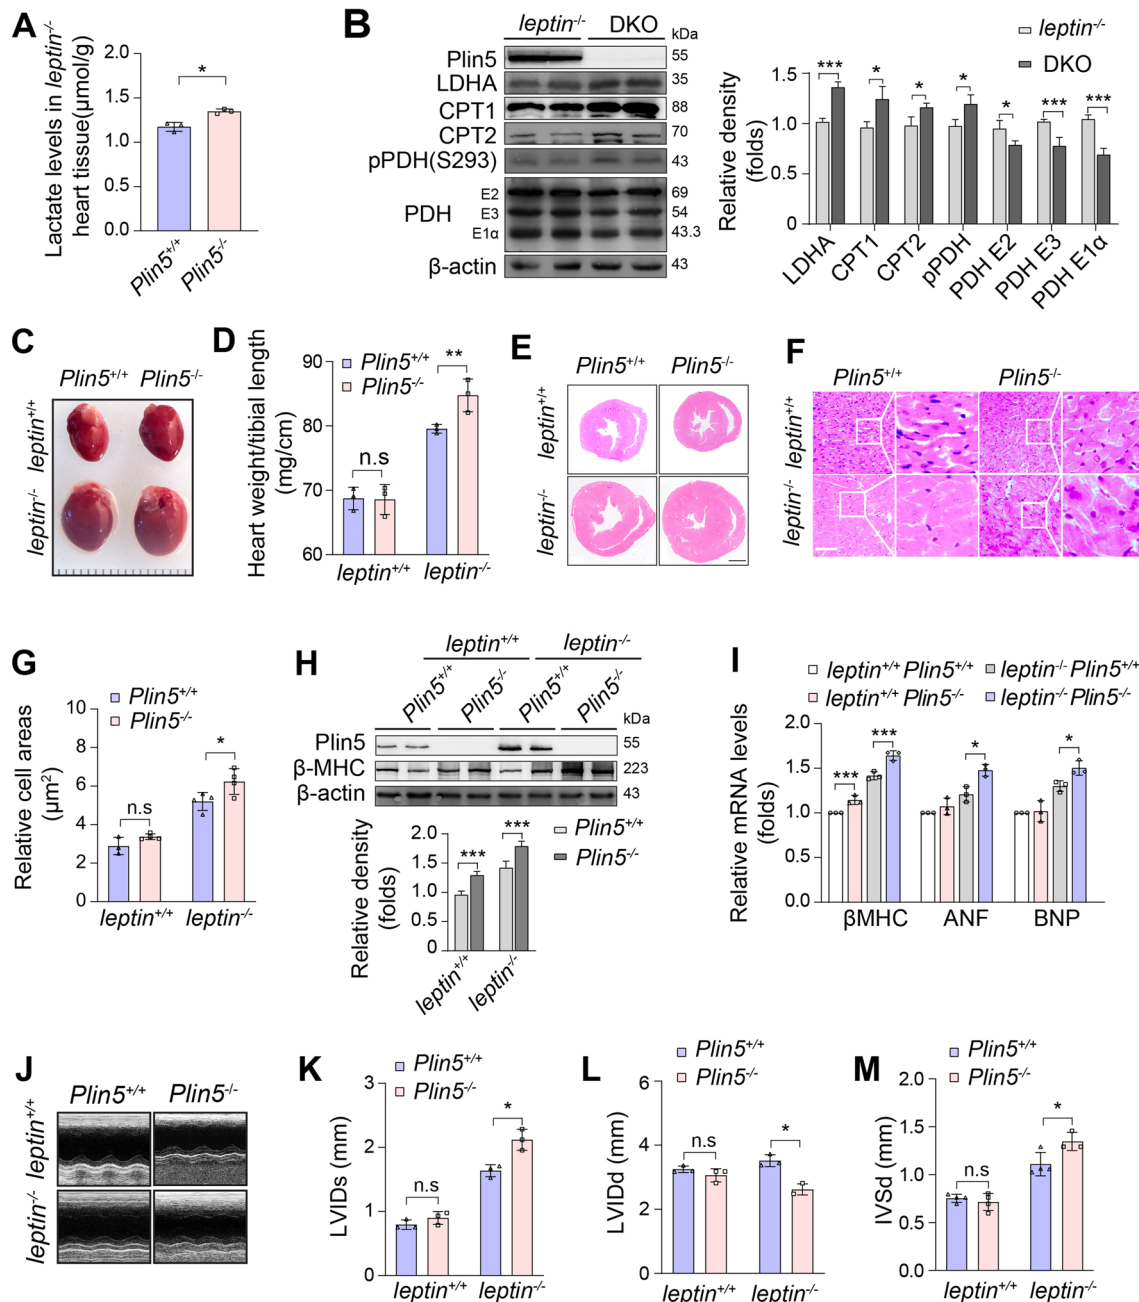 A
Lactate levels in leptin-/-
heart tissue(μmol/g)
2.0
1.5
1.0
0.5
0.0
*
Plin5+/+
Plin5-/-
B
leptin-/-
DKO
kDa
Plin5
55
LDHA
35
CPT1
88
CPT2
70
pPDH(S293)
43
PDH
E2
69
E3
54
E1α
43.3
β-actin
43
leptin-/-
DKO
Relative density
(folds)
1.5
1.0
0.5
0
*** * * * * *** ***
LDHA
CPT1
CPT2
pPDH
PDH E2
PDH E3
PDH E1α
C
Plin5+/+ Plin5-/-
leptin+/+
leptin-/-
D
Heart weight/tibial length
(mg/cm)
Plin5+/+
Plin5-/-
90
80
70
60
n.s
**
leptin+/+ leptin-/-
E
Plin5+/+ Plin5-/-
leptin+/+
leptin-/-
F
Plin5+/+ Plin5-/-
leptin+/+
leptin-/-
G
Plin5+/+
Plin5-/-
Relative cell areas
(μm2)
10
8
6
4
2
0
n.s
*
leptin+/+ leptin-/-
H
leptin+/+ leptin-/-
Plin5+/+
Plin5-/-
Plin5+/+
Plin5-/-
kDa
Plin5
55
β-MHC
223
β-actin
43
Relative density
(folds)
2.0
1.5
1.0
0.5
0
***
***
Plin5+/+
Plin5-/-
leptin+/+
leptin-/-
I
leptin+/+ Plin5+/+
leptin-/- Plin5+/+
leptin+/+ Plin5-/-
leptin-/- Plin5-/-
Relative mRNA levels
(folds)
2.0
1.5
1.0
0.5
0.0
*** *** * *
βMHC ANF BNP
J
Plin5+/+ Plin5-/-
leptin+/+
leptin-/-
K
Plin5+/+
Plin5-/-
LVIDs (mm)
3
2
1
0
n.s
*
leptin+/+ leptin-/-
L
Plin5+/+
Plin5-/-
LVIDd (mm)
6
4
2
0
n.s
*
leptin+/+ leptin-/-
M
Plin5+/+
Plin5-/-
IVSd (mm)
2.0
1.5
1.0
0.5
0.0
n.s
*
leptin+/+ leptin-/-